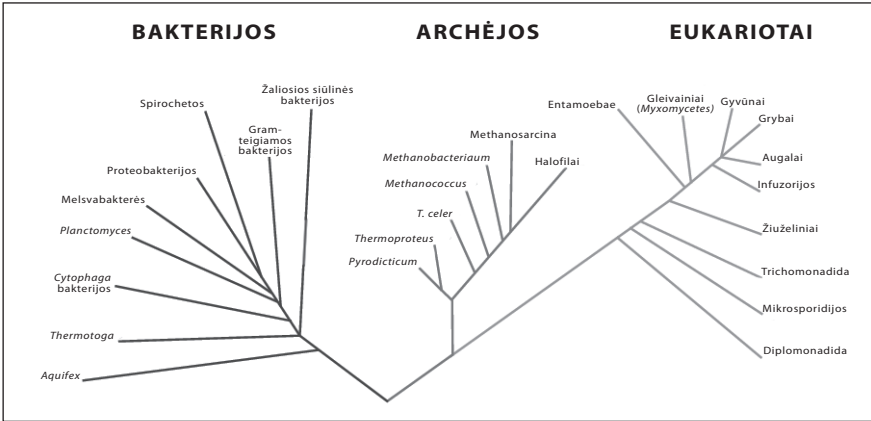 BAKTERIJOS
ARCHĖJOS
EUKARIOTAI
Žaliosios siūlinės
bakterijos
Spirochetos
Gram-
teigiamos
bakterijos
Proteobakterijos
Melsvabakterės
Planctomyces
Cytophaga
bakterijos
Thermotoga
Aquifex
Methanosarcina
Methanobacteriaum
Halofilai
Methanococcus
T. celer
Thermoproteus
Pyrodicticum
Entamoebae
Gleivainiai
(Myxomycetes)
Gyvūnai
Grybai
Augalai
Infuzorijos
Žiuželiniai
Trichomonadida
Mikrosporidijos
Diplomonadida